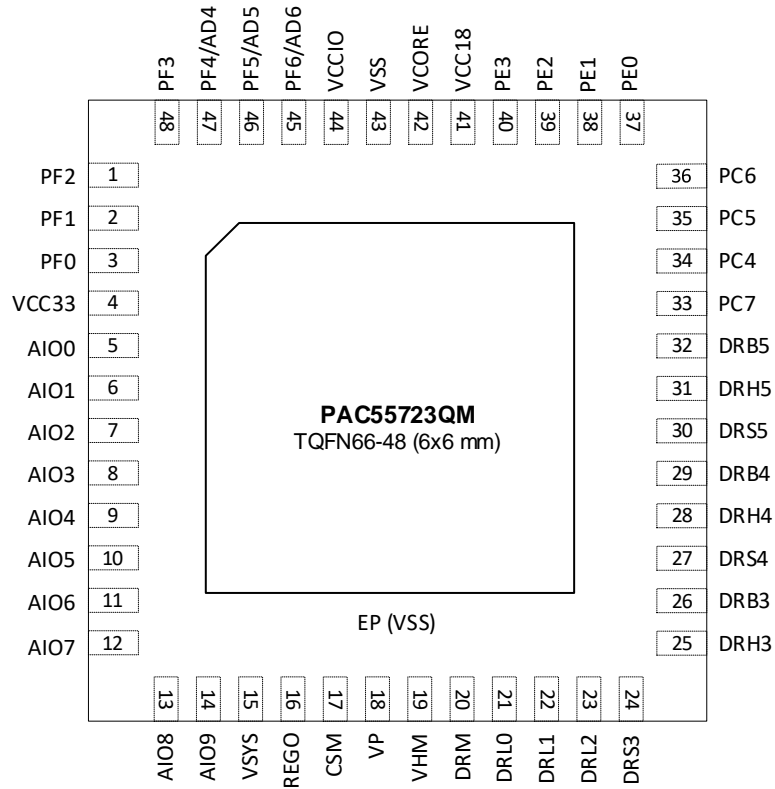 PF3 PF4/AD4 PF5/AD5 PF6/AD6 VCCIO VSS VCORE VCC18 PE3 PE2 PE1 PE0
48 47 46 45 44 43 42 41 40 39 38 37
PF2 1 36 PC6
PF1 2 35 PC5
PF0 3 34 PC4
VCC33 4 33 PC7
AIO0 5 32 DRB5
AIO1 6 31 DRH5
AIO2 7 30 DRS5
AIO3 8 29 DRB4
AIO4 9 28 DRH4
AIO5 10 27 DRS4
AIO6 11 26 DRB3
AIO7 12 25 DRH3
PAC55723QM
TQFN66-48 (6x6 mm)
EP (VSS)
13 14 15 16 17 18 19 20 21 22 23 24
AIO8 AIO9 VSYS REGO CSM VP VHM DRM DRL0 DRL1 DRL2 DRS3